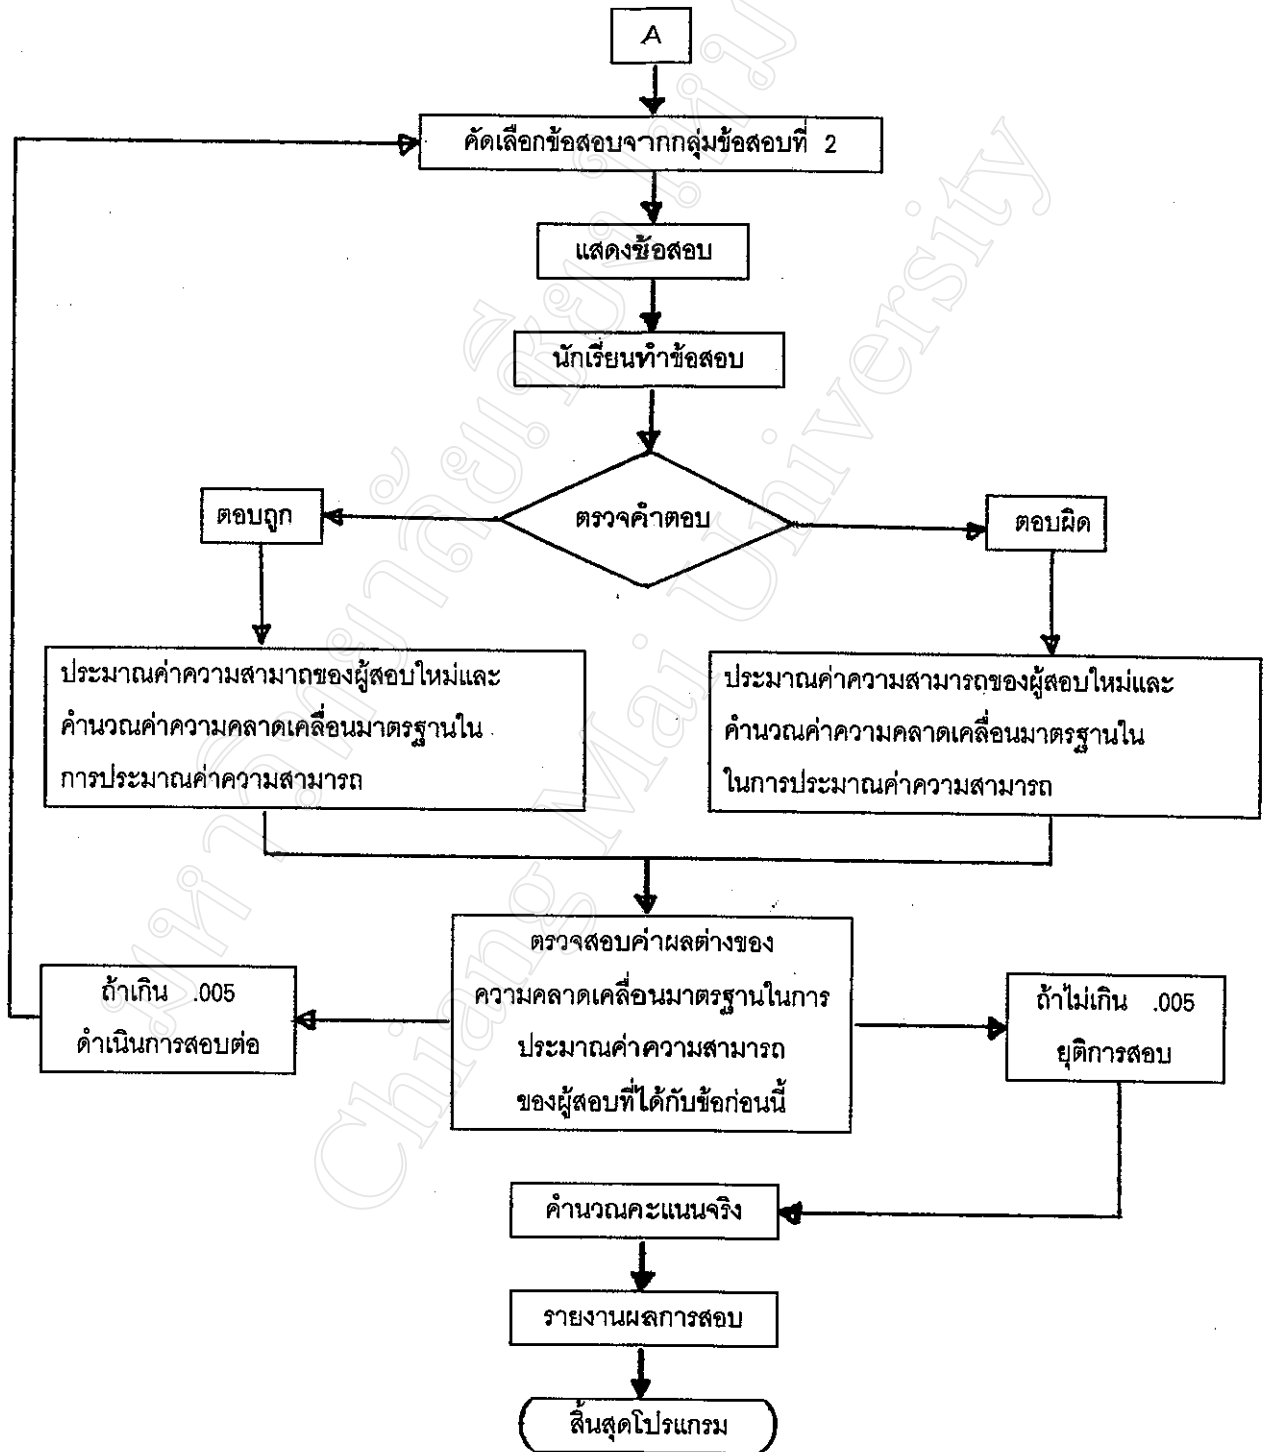 A
คัดเลือกข้อสอบจากกลุ่มข้อสอบที่ 2
แสดงข้อสอบ
นักเรียนทำข้อสอบ
ตรวจคำตอบ
ตอบถูก
ตอบผิด
ประมาณค่าความสามาถของผู้สอบใหม่และ
คำนวณค่าความคลาดเคลื่อนมาตรฐานใน
การประมาณค่าความสามารถ
ประมาณค่าความสามารถของผู้สอบใหม่และ
คำนวณค่าความคลาดเคลื่อนมาตรฐานใน
ในการประมาณค่าความสามารถ
ตรวจสอบค่าผลต่างของ
ความคลาดเคลื่อนมาตรฐานในการ
ประมาณค่าความสามารถ
ของผู้สอบที่ได้กับข้อก่อนนี้
ถ้าเกิน .005
ดำเนินการสอบต่อ
ถ้าไม่เกิน .005
ยุติการสอบ
คำนวณคะแนนจริง
รายงานผลการสอบ
สิ้นสุดโปรแกรม
มหาวิทยาลัยเชียงใหม่
Chiang Mai University